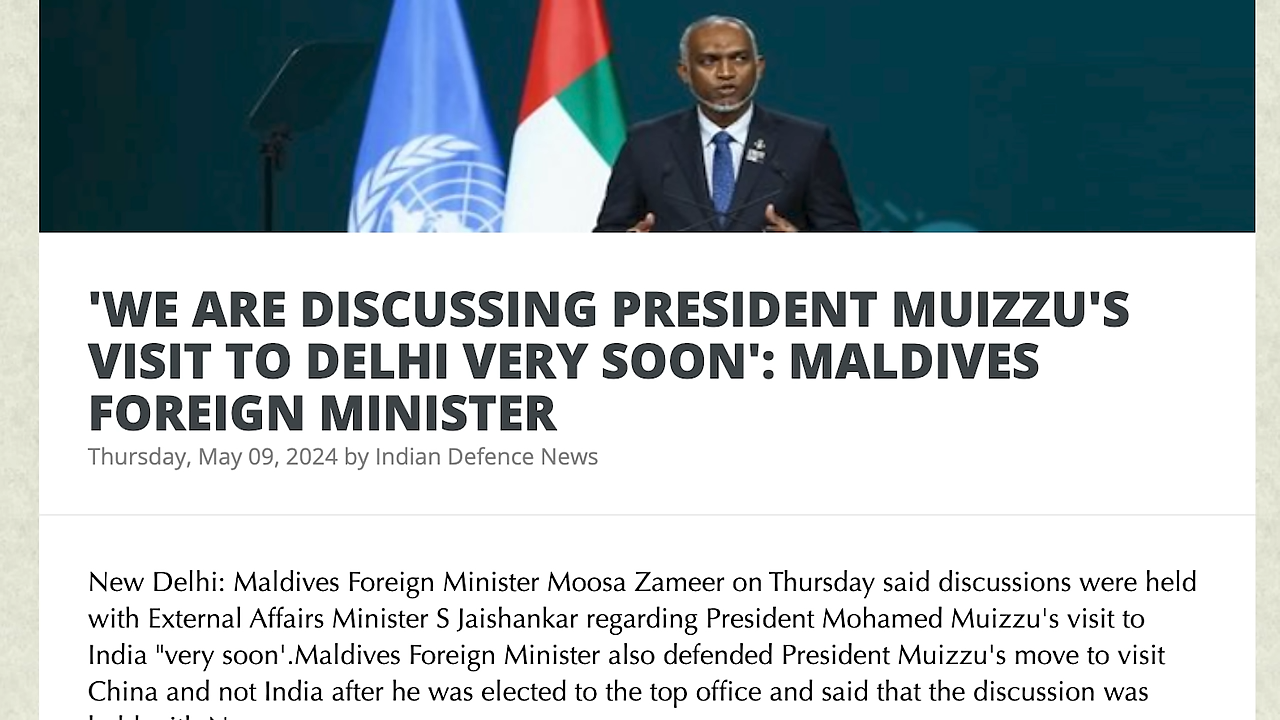 'WE ARE DISCUSSING PRESIDENT MUIZZU'S
VISIT TO DELHI VERY SOON': MALDIVES
FOREIGN MINISTER
Thursday, May 09, 2024 by Indian Defence News
New Delhi: Maldives Foreign Minister Moosa Zameer on Thursday said discussions were held
with External Affairs Minister S Jaishankar regarding President Mohamed Muizzu's visit to
India "very soon'.Maldives Foreign Minister also defended President Muizzu's move to visit
China and not India after he was elected to the top office and said that the discussion was